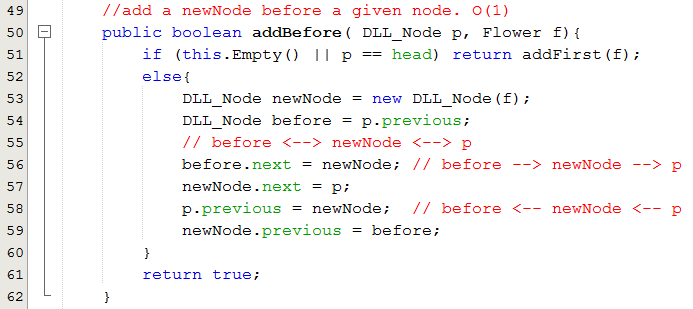 49 //add a newNode before a given node. O(1)
50 public boolean addBefore( DLL_Node p, Flower f){
51 if (this.Empty() || p == head) return addFirst(f);
52 else{
53 DLL_Node newNode = new DLL_Node(f);
54 DLL_Node before = p.previous;
55 // before <--> newNode <--> p
56 before.next = newNode; // before --> newNode --> p
57 newNode.next = p;
58 p.previous = newNode; // before <-- newNode <-- p
59 newNode.previous = before;
60 }
61 return true;
62 }